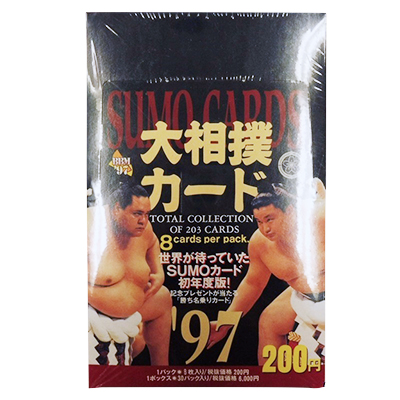 SUMO CARDS
BBM
'97
大相撲
カード
TOTAL COLLECTION
OF 203 CARDS
8 cards per pack.
世界が待っていた
SUMOカード
初年度版!
記念プレゼントが当たる
「勝ち名乗りカード」
'97
200円
1パック*8枚入り/税抜価格200円
1ボックス*30パック入り/税抜価格6,000円